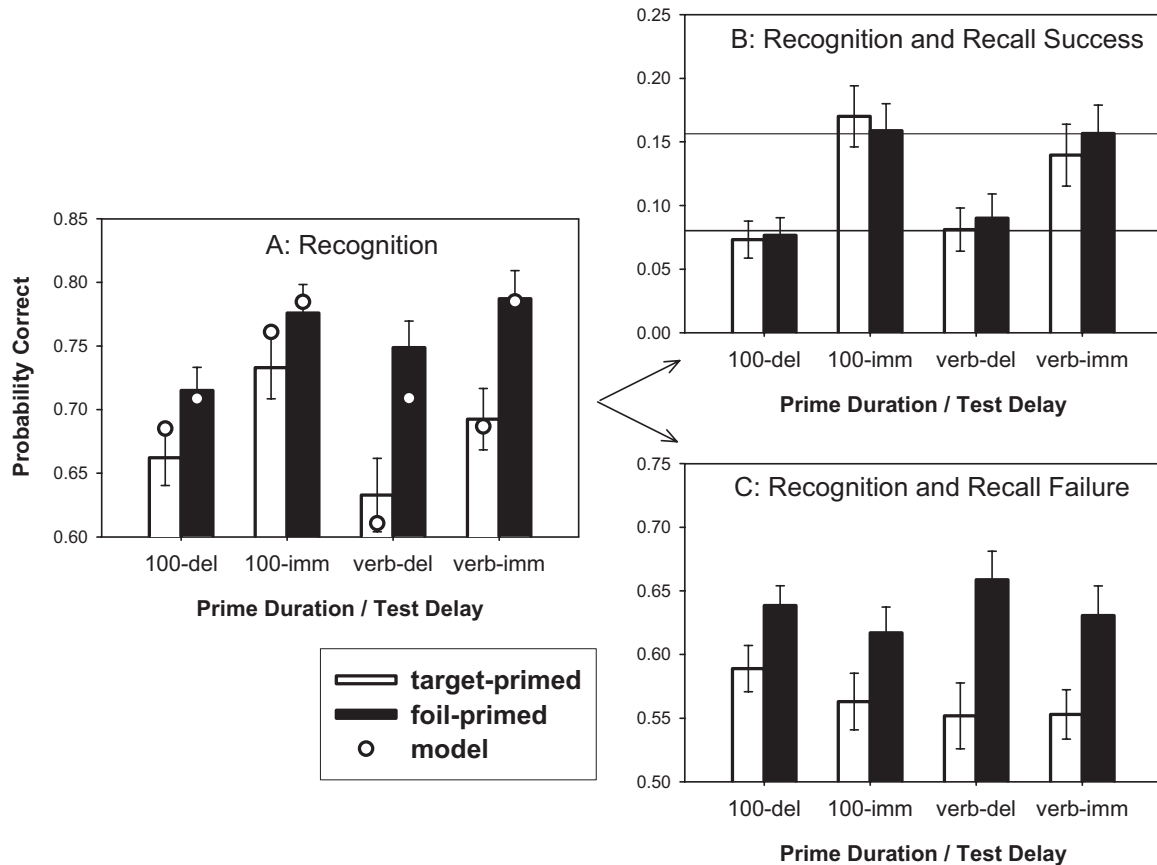 A: Recognition
Probability Correct
0.85
0.80
0.75
0.70
0.65
0.60
100-del 100-imm verb-del verb-imm
Prime Duration / Test Delay
target-primed
foil-primed
model
B: Recognition and Recall Success
0.25
0.20
0.15
0.10
0.05
0.00
100-del 100-imm verb-del verb-imm
Prime Duration / Test Delay
C: Recognition and Recall Failure
0.75
0.70
0.65
0.60
0.55
0.50
100-del 100-imm verb-del verb-imm
Prime Duration / Test Delay